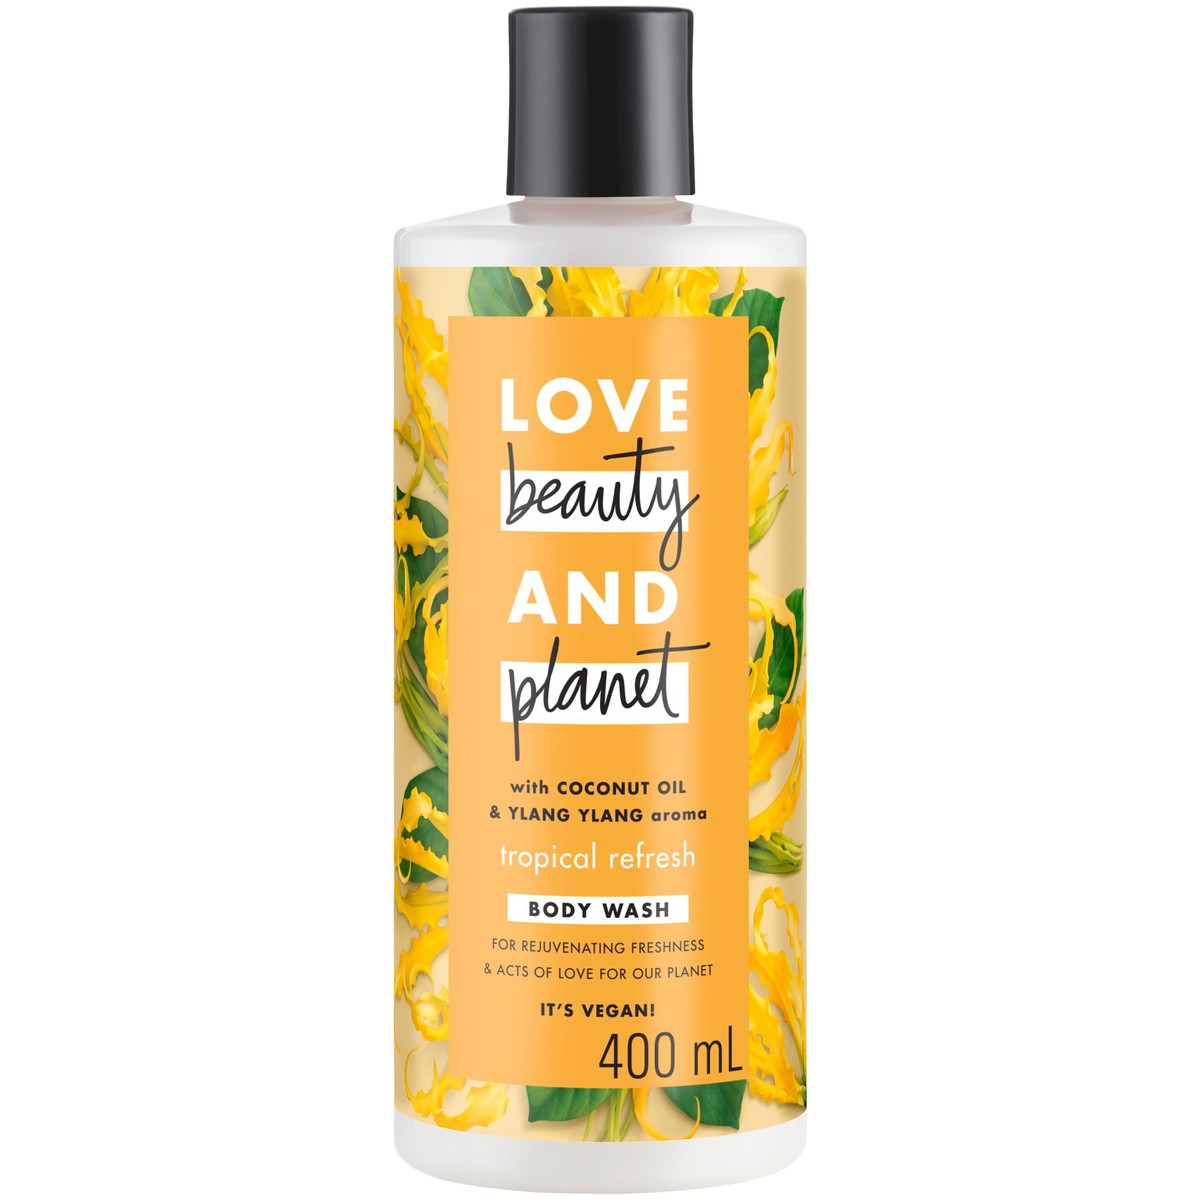 LOVE
beauty
AND
planet
with COCONUT OIL
& YLANG YLANG aroma
tropical refresh
BODY WASH
FOR REJUVENATING FRESHNESS
& ACTS OF LOVE FOR OUR PLANET
IT'S VEGAN!
400 mL